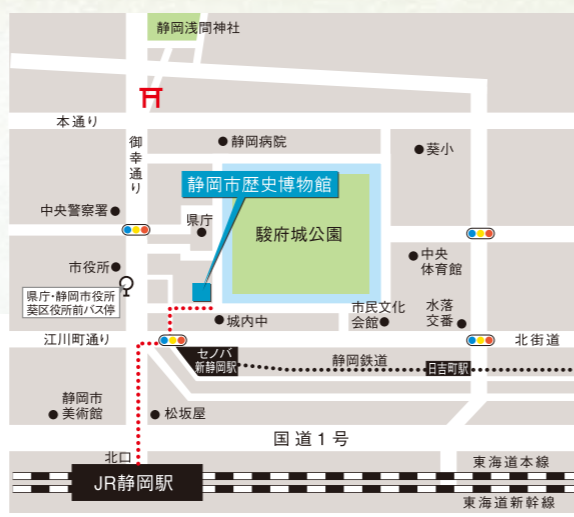 静岡浅間神社
本通り
御幸通り
静岡病院
葵小
静岡市歴史博物館
中央警察署
県庁
駿府城公園
市役所
中央
体育館
県庁・静岡市役所
葵区役所前バス停
城内中
市民文化
会館
水落
交番
江川町通り
北街道
セノバ
新静岡駅
静岡鉄道
日吉町駅
静岡市
美術館
松坂屋
国道1号
北口
JR静岡駅
東海道本線
東海道新幹線